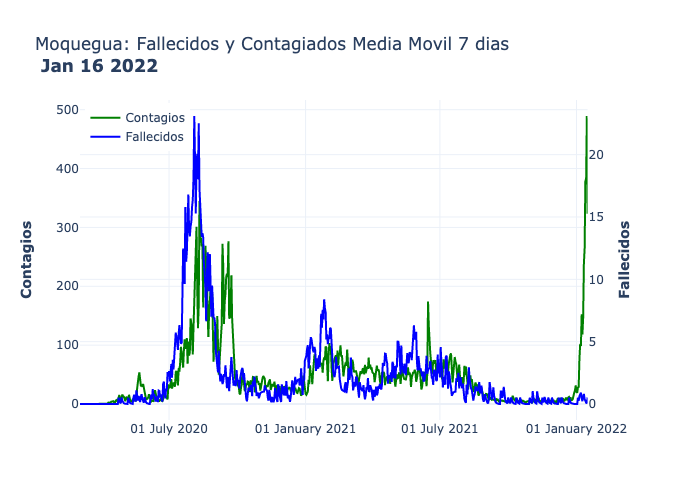 Moquegua: Fallecidos y Contagiados Media Movil 7 dias
Jan 16 2022
Contagios
Fallecidos
500
400
300
200
100
0
20
15
10
5
0
Contagios
Fallecidos
01 July 2020
01 January 2021
01 July 2021
01 January 2022